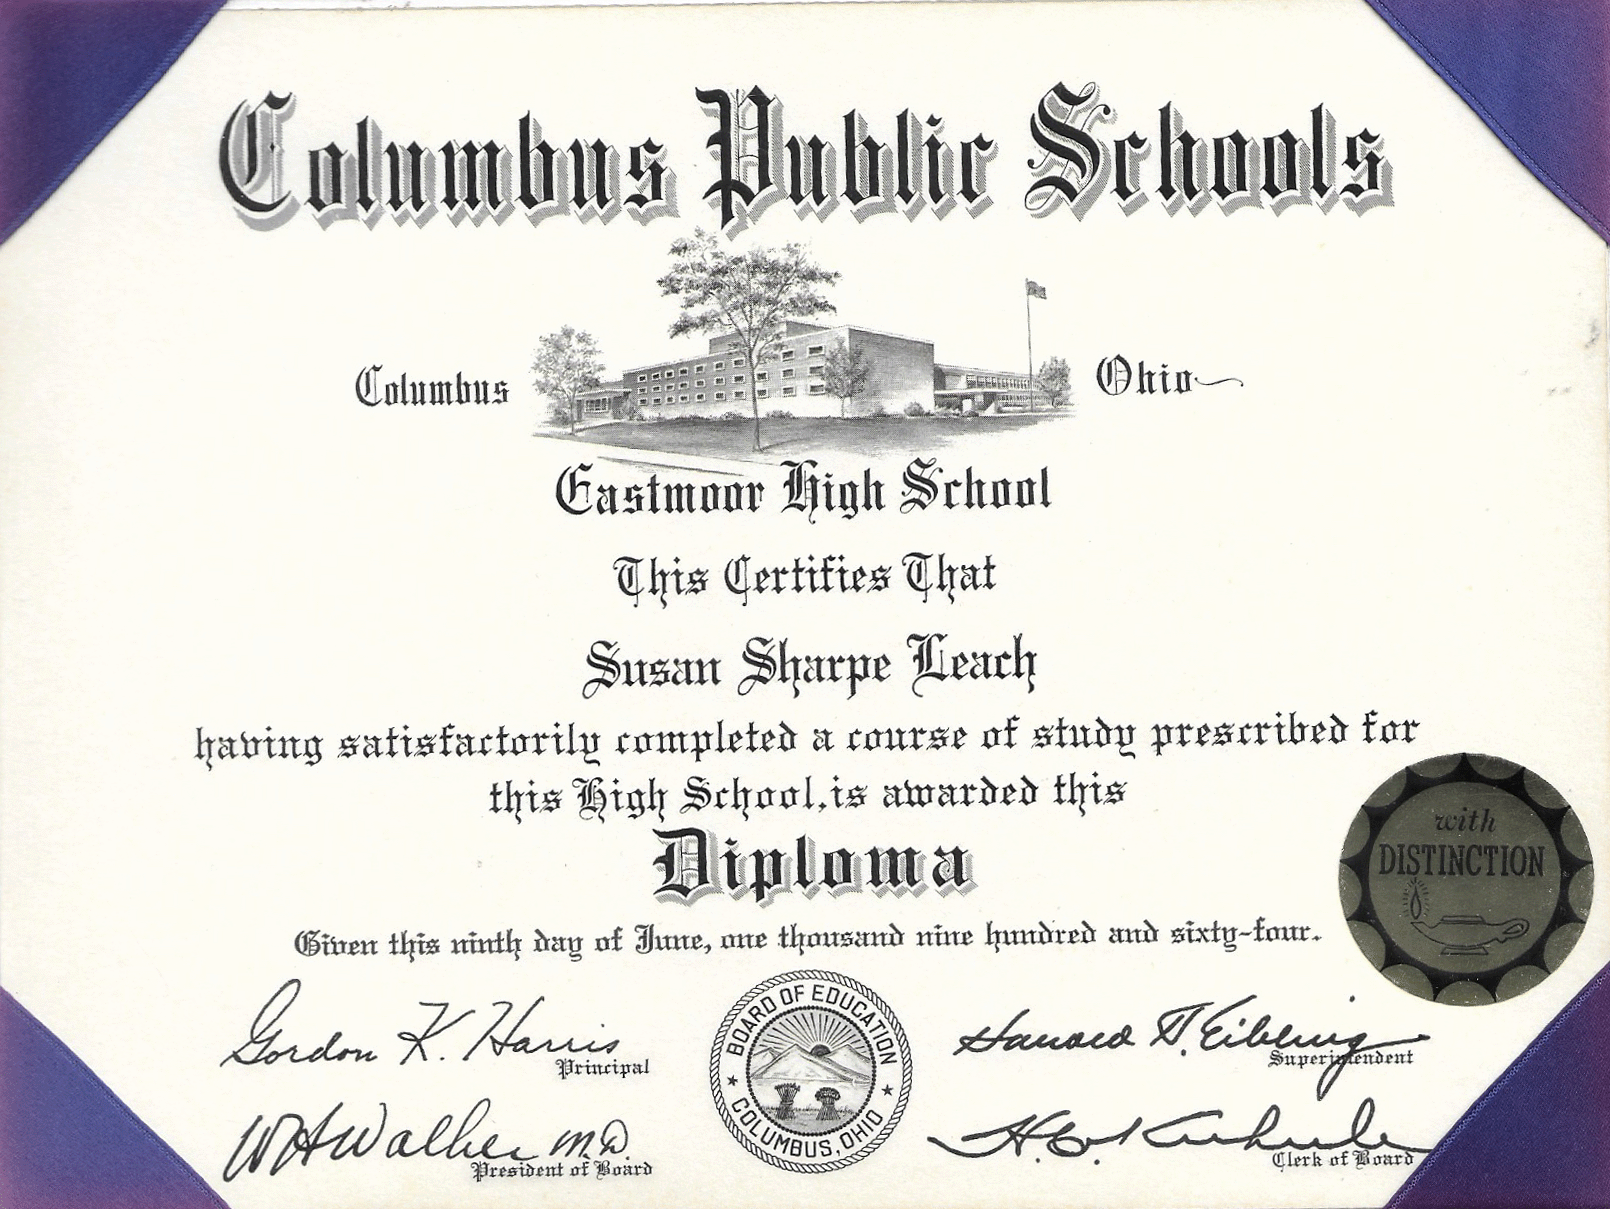 Columbus Public Schools
Columbus
Ohio
Eastmoor High School
This Certifies That
Susan Sharpe Leach
having satisfactorily completed a course of study prescribed for
this High School, is awarded this
Diploma
with
DISTINCTION
Given this ninth day of June, one thousand nine hundred and sixty-four.
Gordon K. Harris
Principal
BOARD OF EDUCATION
COLUMBUS, OHIO
Superintendent
W H Walker M.D.
President of Board
Clerk of Board